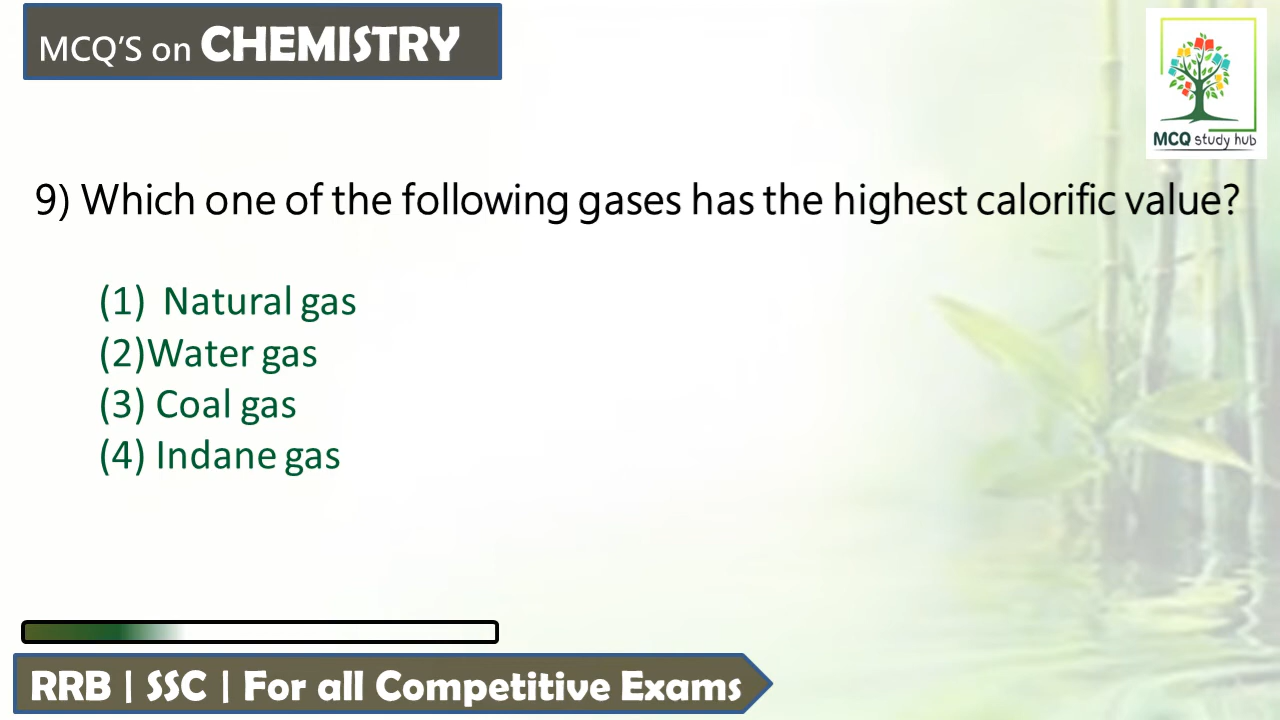 MCQ'S on CHEMISTRY
MCQ study hub
9) Which one of the following gases has the highest calorific value?
(1) Natural gas
(2)Water gas
(3) Coal gas
(4) Indane gas
RRB | SSC | For all Competitive Exams